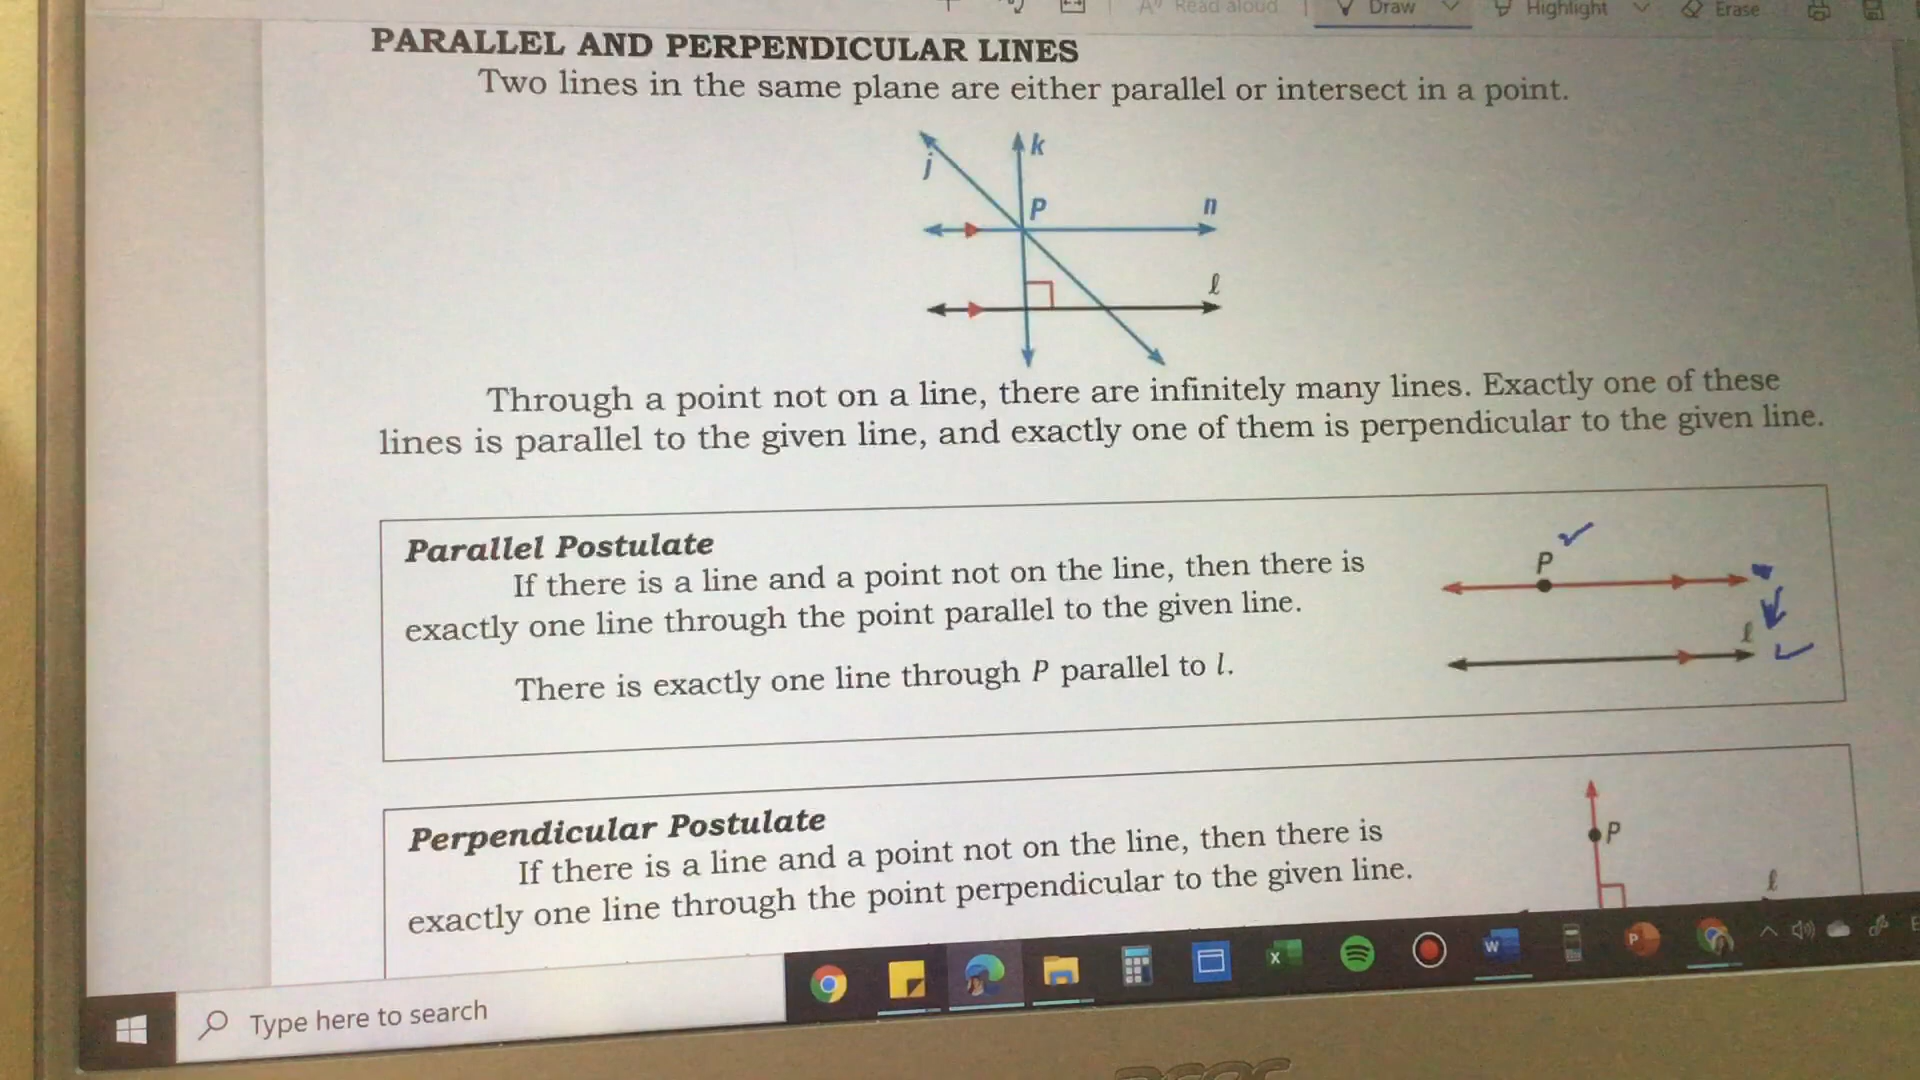 Read aloud
Draw
Highlight
Erase
PARALLEL AND PERPENDICULAR LINES
Two lines in the same plane are either parallel or intersect in a point.
j
k
P
n
ℓ
Through a point not on a line, there are infinitely many lines. Exactly one of these
lines is parallel to the given line, and exactly one of them is perpendicular to the given line.
Parallel Postulate
If there is a line and a point not on the line, then there is
exactly one line through the point parallel to the given line.
There is exactly one line through P parallel to l.
P
ℓ
Perpendicular Postulate
If there is a line and a point not on the line, then there is
exactly one line through the point perpendicular to the given line.
P
ℓ
Type here to search